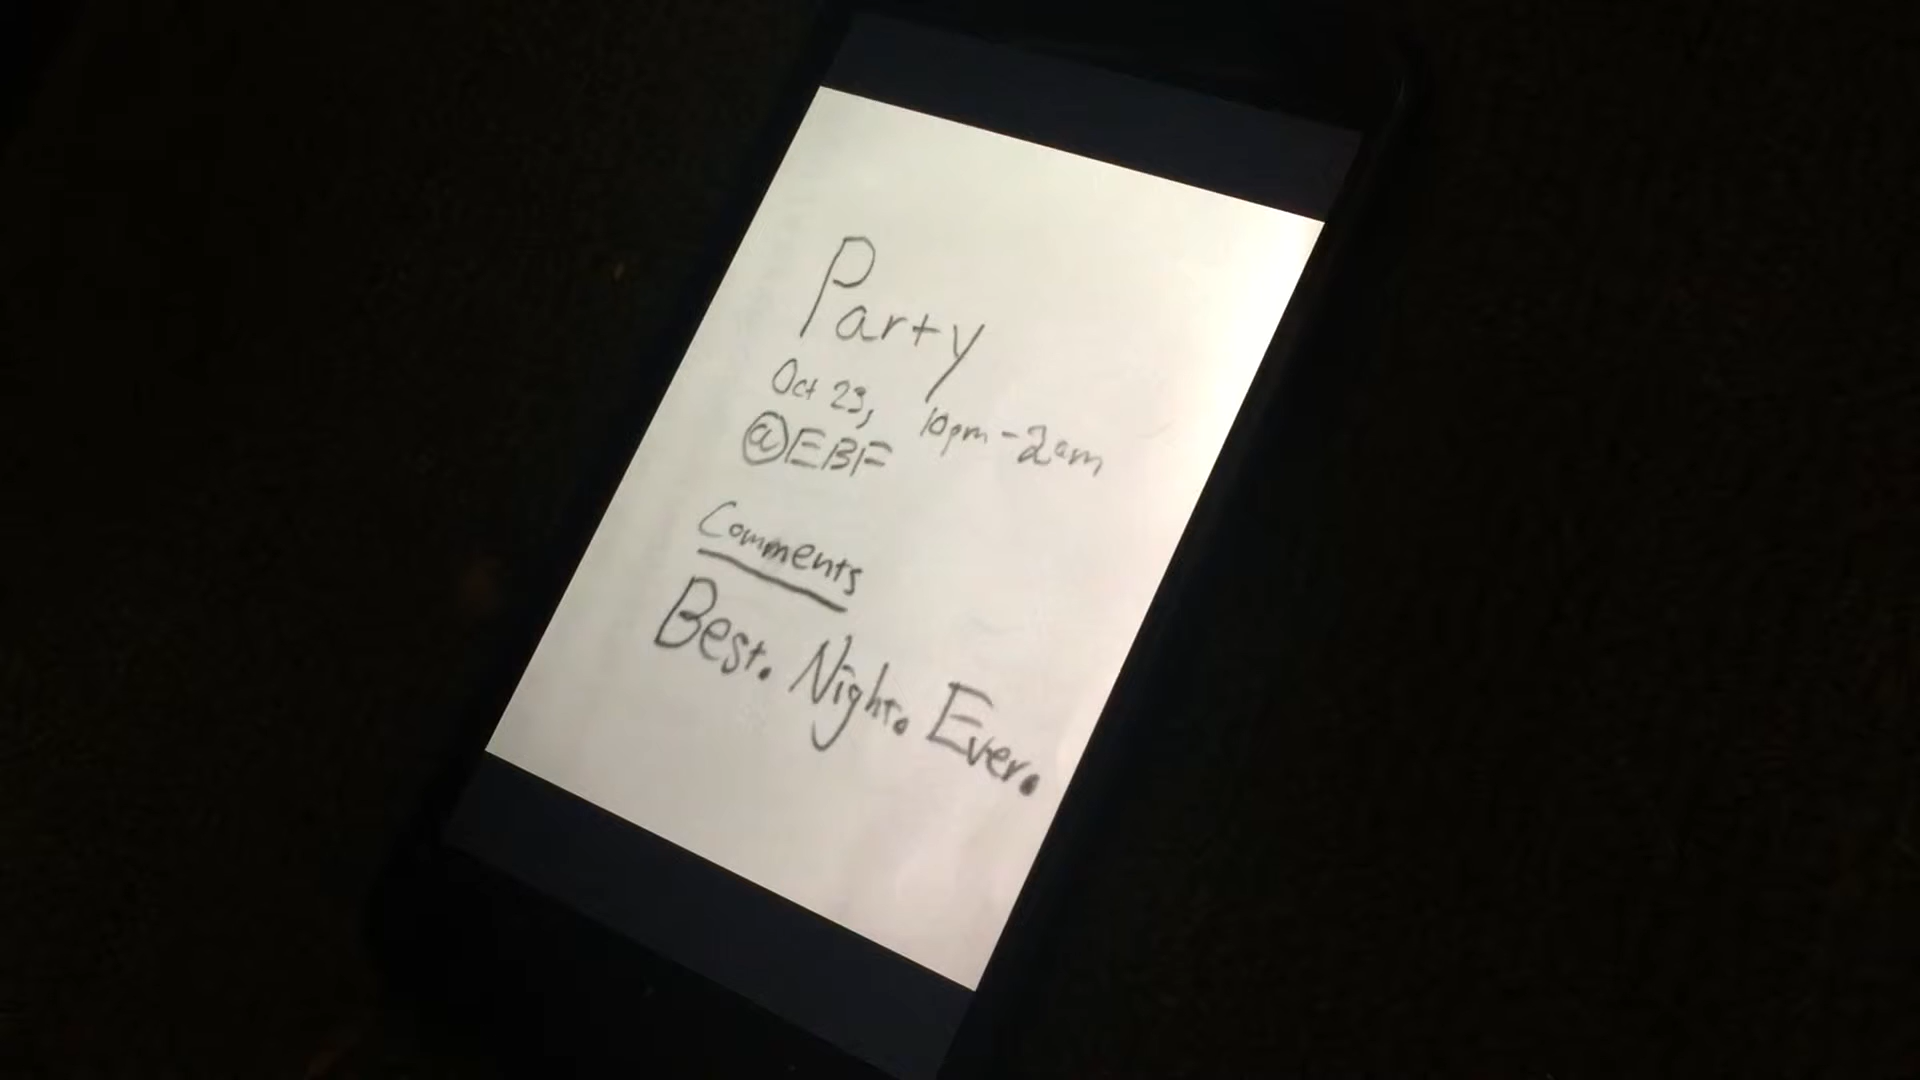 Party
Oct 29, 10pm-2am
@EBF
Comments
Best. Night. Ever.